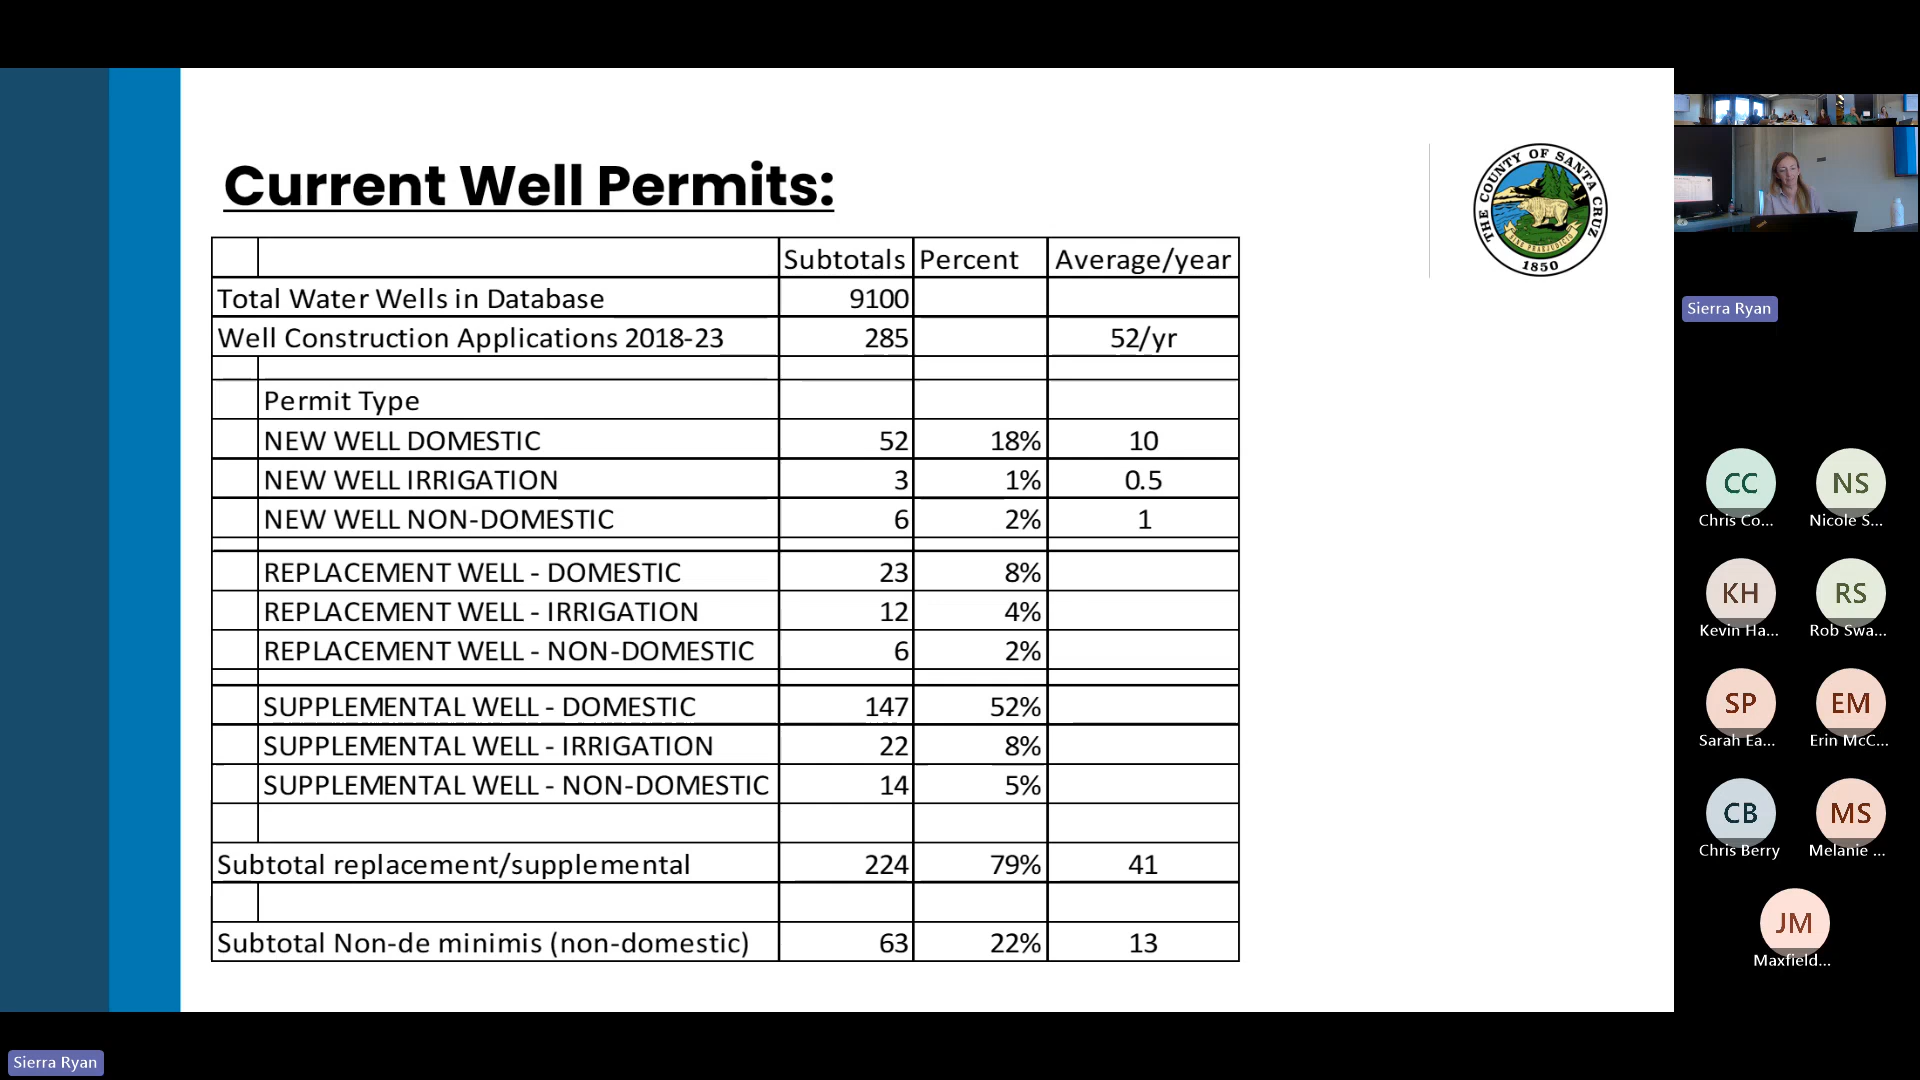 Current Well Permits:
THE COUNTY OF SANTA CRUZ
SINE PRAEJUDICIO
1850
Subtotals Percent Average/year
Total Water Wells in Database 9100
Well Construction Applications 2018-23 285 52/yr
Permit Type
NEW WELL DOMESTIC 52 18% 10
NEW WELL IRRIGATION 3 1% 0.5
NEW WELL NON-DOMESTIC 6 2% 1
REPLACEMENT WELL - DOMESTIC 23 8%
REPLACEMENT WELL - IRRIGATION 12 4%
REPLACEMENT WELL - NON-DOMESTIC 6 2%
SUPPLEMENTAL WELL - DOMESTIC 147 52%
SUPPLEMENTAL WELL - IRRIGATION 22 8%
SUPPLEMENTAL WELL - NON-DOMESTIC 14 5%
Subtotal replacement/supplemental 224 79% 41
Subtotal Non-de minimis (non-domestic) 63 22% 13
Sierra Ryan
CC NS
Chris Co... Nicole S...
KH RS
Kevin Ha... Rob Swa...
SP EM
Sarah Ea... Erin McC...
CB MS
Chris Berry Melanie ...
JM
Maxfield...
Sierra Ryan